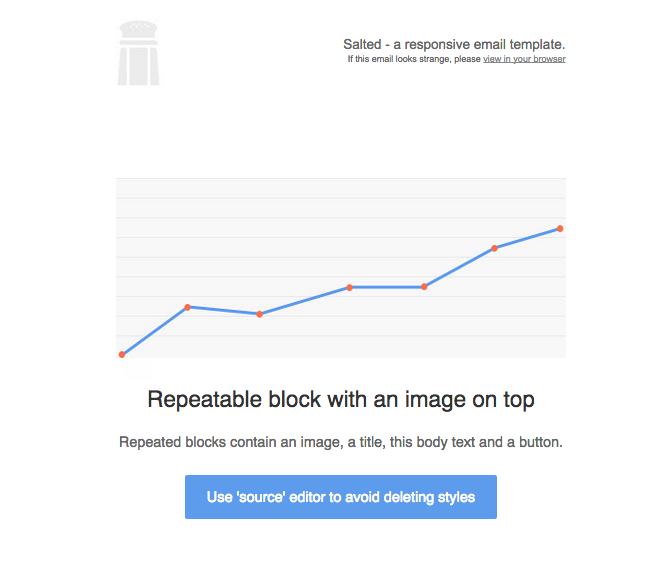 Salted - a responsive email template.
If this email looks strange, please view in your browser
Repeatable block with an image on top
Repeated blocks contain an image, a title, this body text and a button.
Use 'source' editor to avoid deleting styles